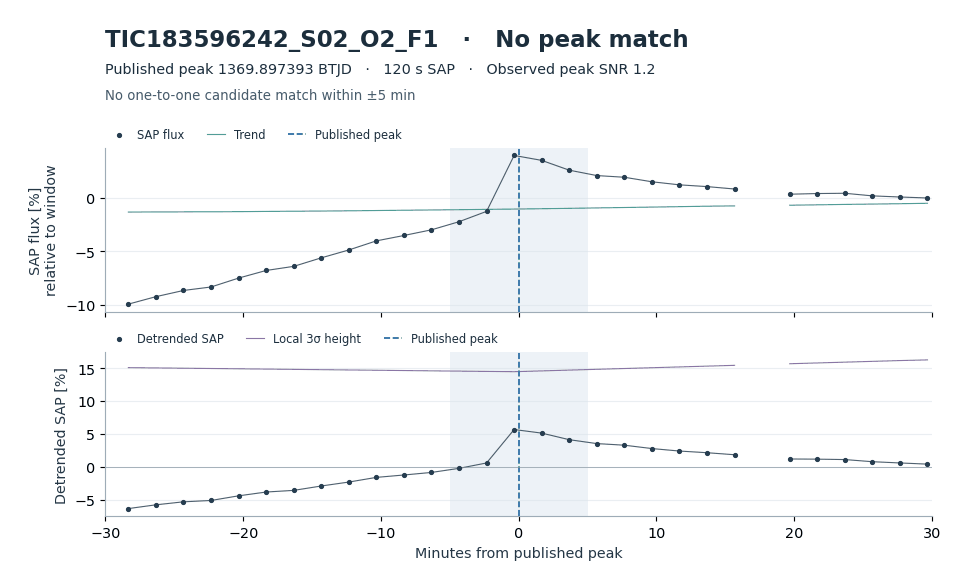 TIC183596242_S02_O2_F1 · No peak match
Published peak 1369.897393 BTJD · 120 s SAP · Observed peak SNR 1.2
No one-to-one candidate match within ±5 min
SAP flux Trend Published peak
SAP flux [%]
relative to window
0
−5
−10
Detrended SAP Local 3σ height Published peak
Detrended SAP [%]
15
10
5
0
−5
−30 −20 −10 0 10 20 30
Minutes from published peak